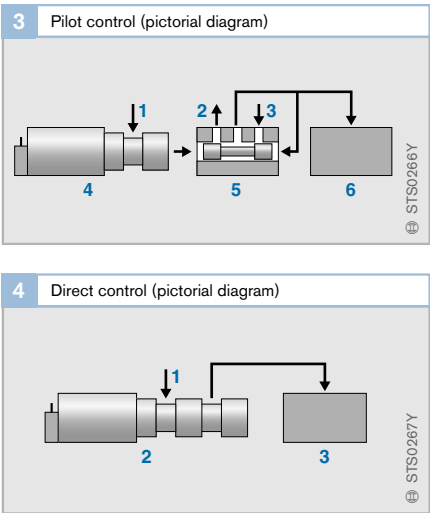 3 Pilot control (pictorial diagram)
1
2 3
4 5 6
STS0266Y
4 Direct control (pictorial diagram)
1
2 3
STS0267Y